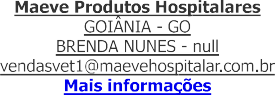 Maeve Produtos Hospitalares
GOIÂNIA - GO
BRENDA NUNES - null
vendasvet1@maevehospitalar.com.br
Mais informações